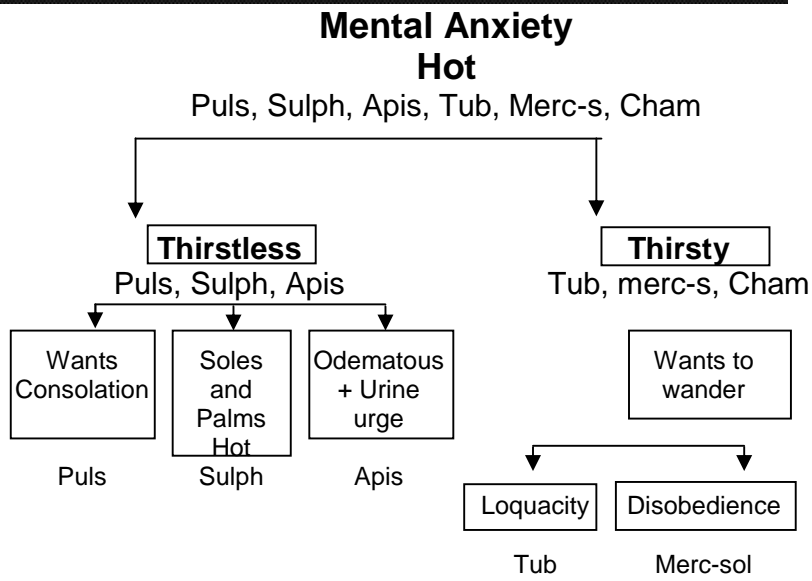 Mental Anxiety
Hot
Puls, Sulph, Apis, Tub, Merc-s, Cham
Thirstless
Puls, Sulph, Apis
Wants
Consolation
Puls
Soles
and
Palms
Hot
Sulph
Odematous
+ Urine
urge
Apis
Thirsty
Tub, merc-s, Cham
Wants to
wander
Loquacity
Tub
Disobedience
Merc-sol